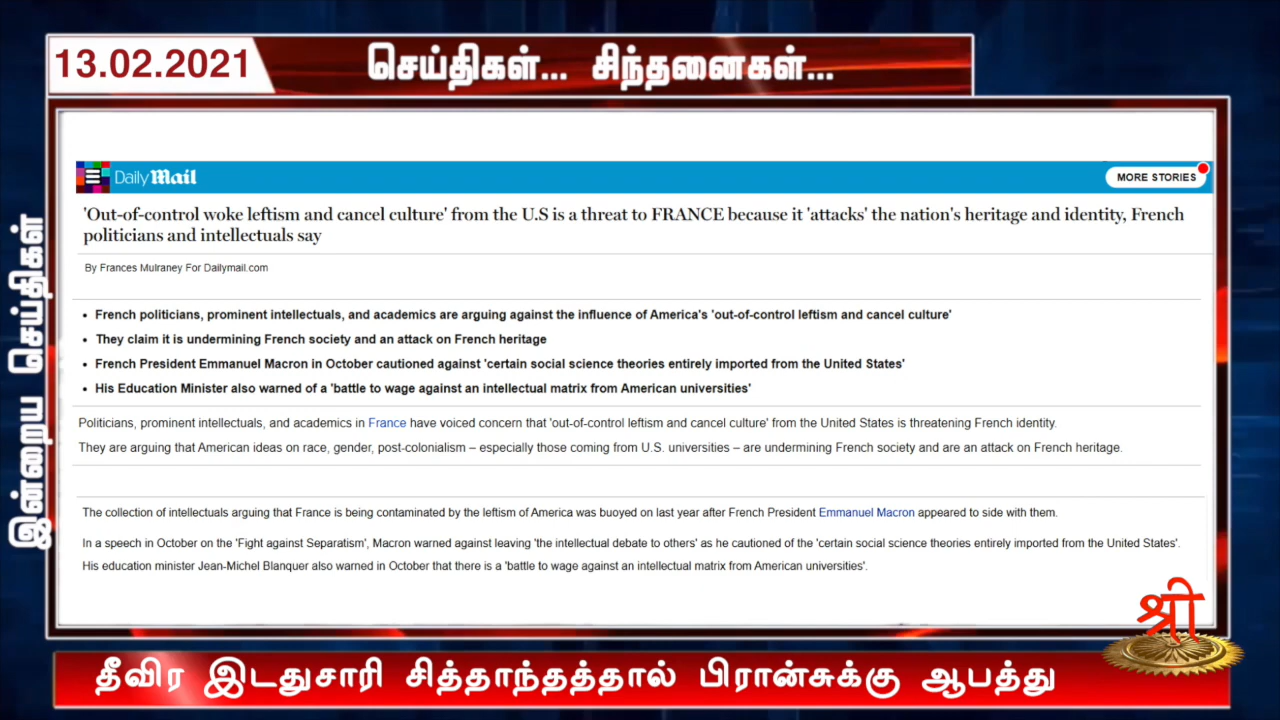 13.02.2021
செய்திகள்... சிந்தனைகள்...
இன்றைய செய்திகள்
Daily Mail
MORE STORIES
'Out-of-control woke leftism and cancel culture' from the U.S is a threat to FRANCE because it 'attacks' the nation's heritage and identity, French
politicians and intellectuals say
By Frances Mulraney For Dailymail.com
• French politicians, prominent intellectuals, and academics are arguing against the influence of America's 'out-of-control leftism and cancel culture'
• They claim it is undermining French society and an attack on French heritage
• French President Emmanuel Macron in October cautioned against 'certain social science theories entirely imported from the United States'
• His Education Minister also warned of a 'battle to wage against an intellectual matrix from American universities'
Politicians, prominent intellectuals, and academics in France have voiced concern that 'out-of-control leftism and cancel culture' from the United States is threatening French identity.
They are arguing that American ideas on race, gender, post-colonialism – especially those coming from U.S. universities – are undermining French society and are an attack on French heritage.
The collection of intellectuals arguing that France is being contaminated by the leftism of America was buoyed on last year after French President Emmanuel Macron appeared to side with them.
In a speech in October on the 'Fight against Separatism', Macron warned against leaving 'the intellectual debate to others' as he cautioned of the 'certain social science theories entirely imported from the United States'.
His education minister Jean-Michel Blanquer also warned in October that there is a 'battle to wage against an intellectual matrix from American universities'.
श्री
தீவிர இடதுசாரி சித்தாந்தத்தால் பிரான்சுக்கு ஆபத்து